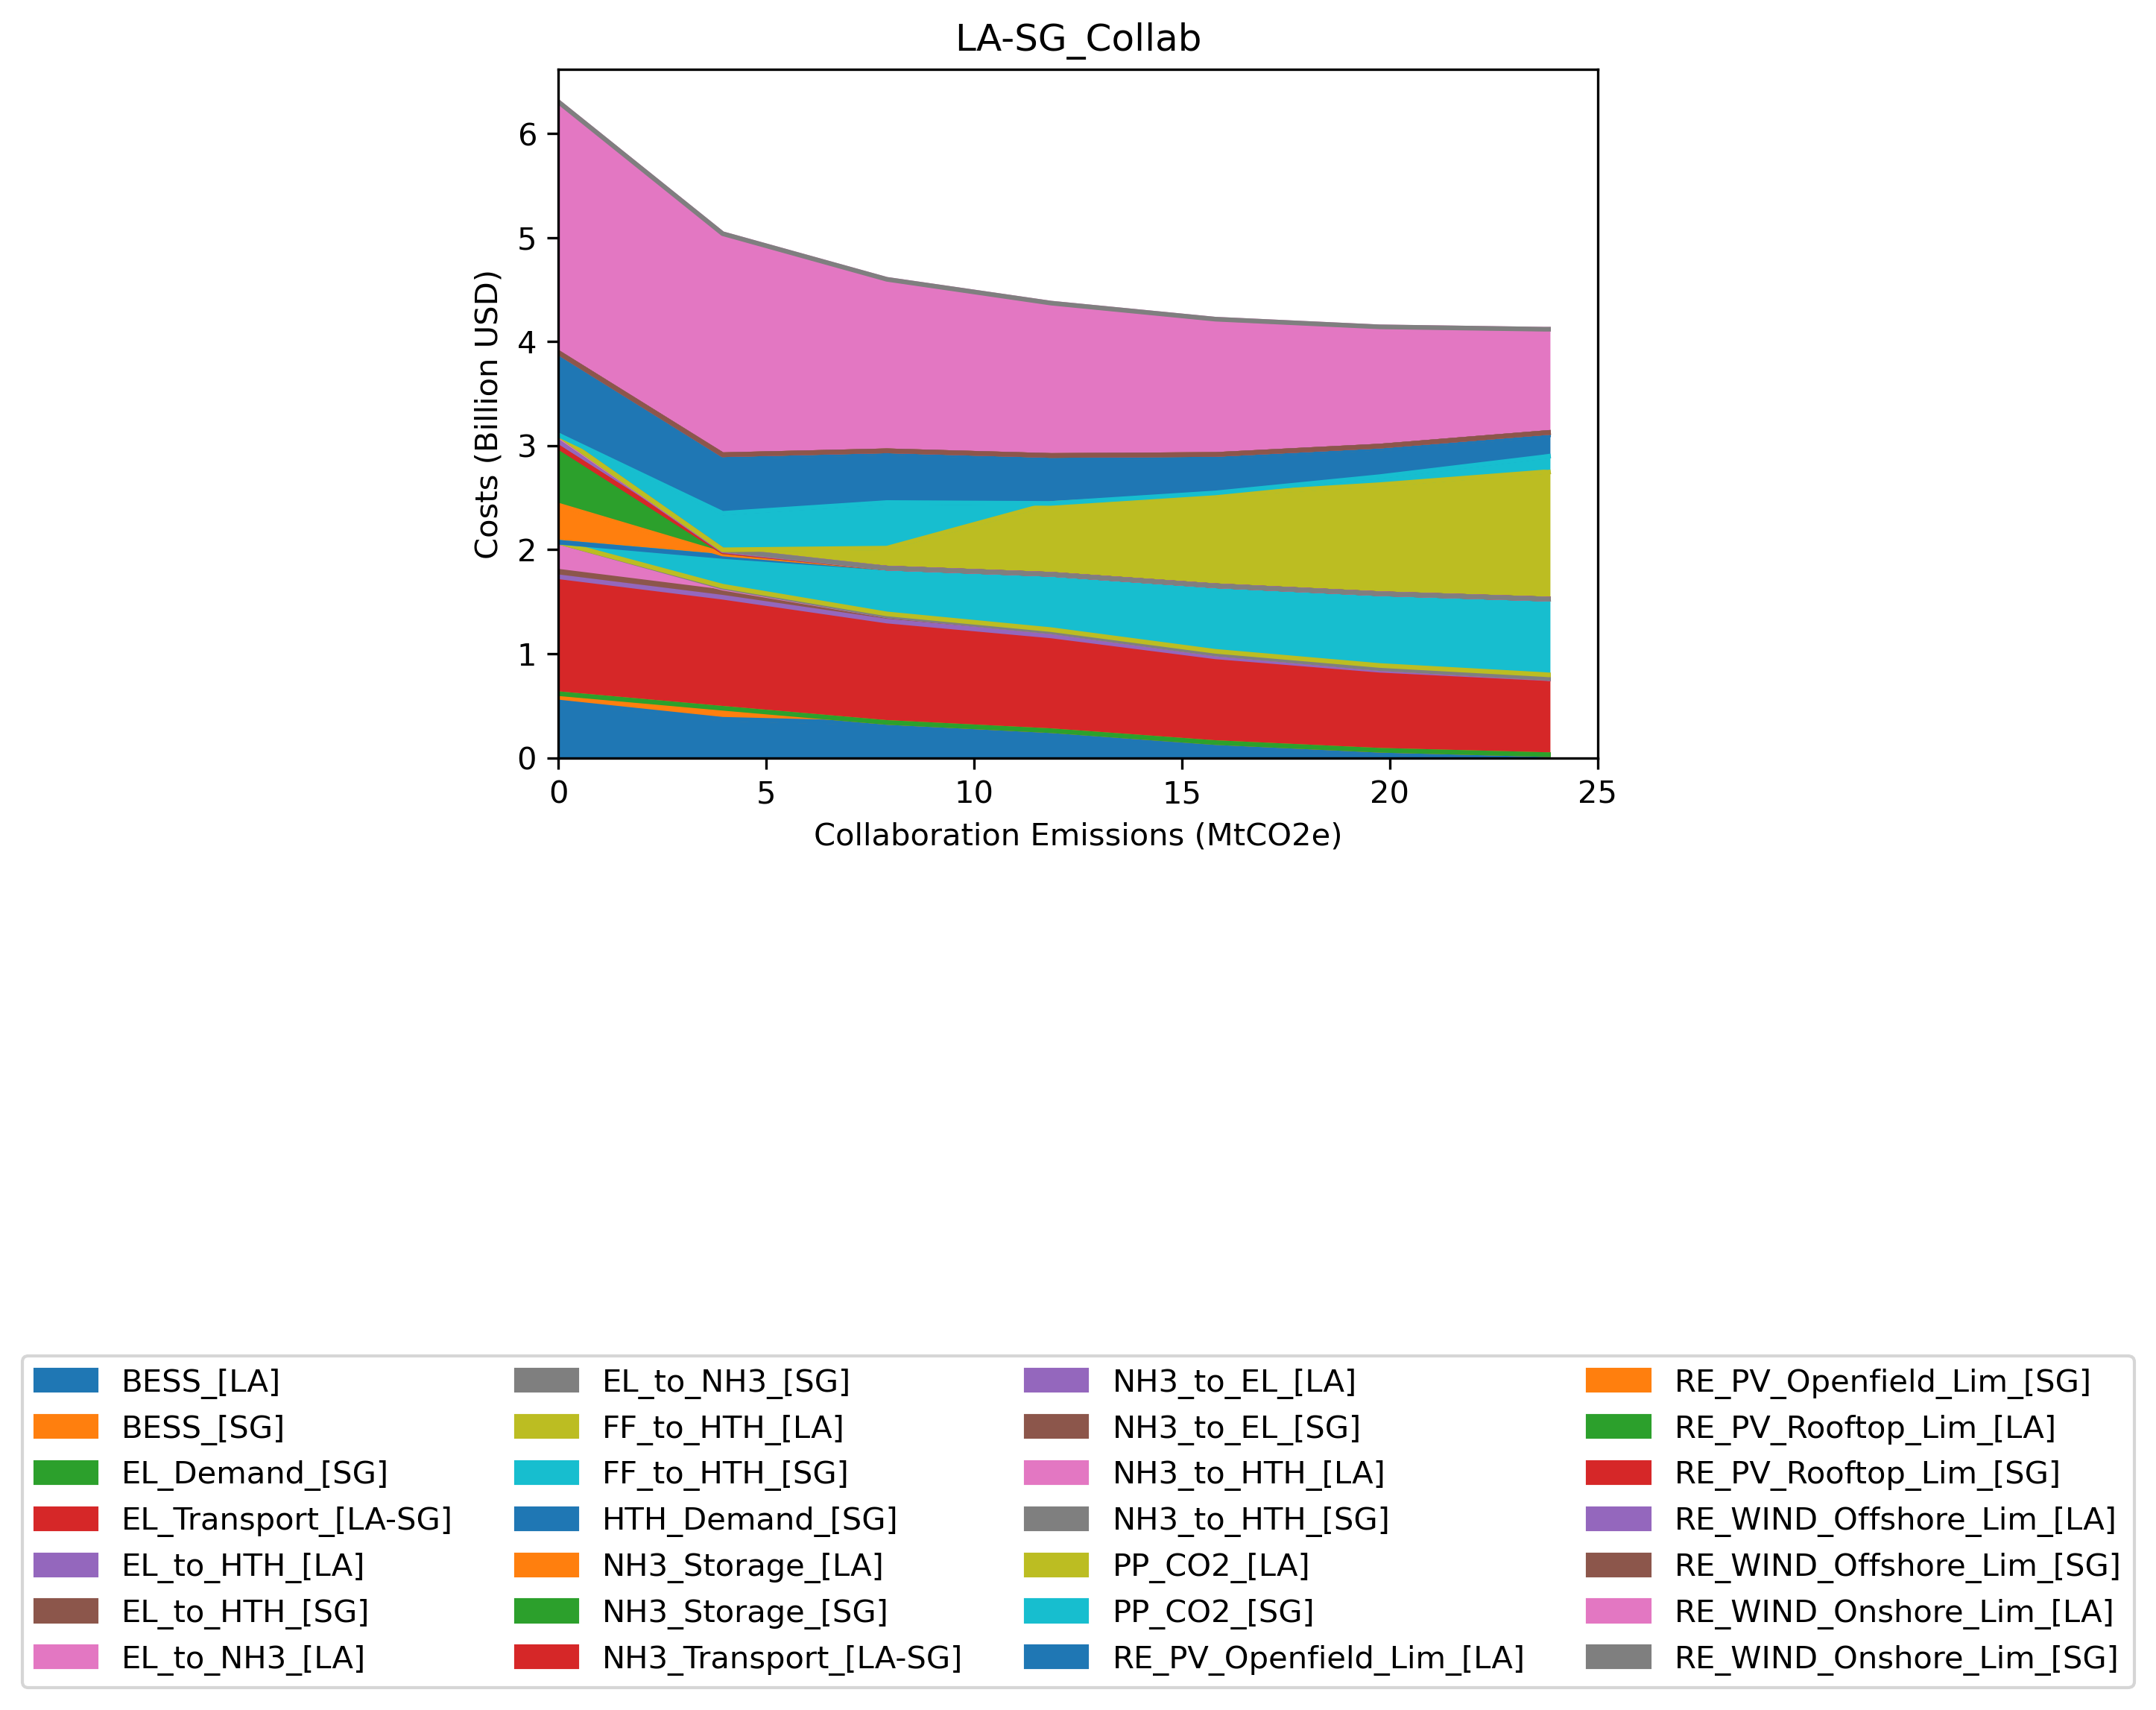 LA-SG_Collab
Costs (Billion USD)
6
5
4
3
2
1
0
0 5 10 15 20 25
Collaboration Emissions (MtCO2e)
BESS_[LA]
BESS_[SG]
EL_Demand_[SG]
EL_Transport_[LA-SG]
EL_to_HTH_[LA]
EL_to_HTH_[SG]
EL_to_NH3_[LA]
EL_to_NH3_[SG]
FF_to_HTH_[LA]
FF_to_HTH_[SG]
HTH_Demand_[SG]
NH3_Storage_[LA]
NH3_Storage_[SG]
NH3_Transport_[LA-SG]
NH3_to_EL_[LA]
NH3_to_EL_[SG]
NH3_to_HTH_[LA]
NH3_to_HTH_[SG]
PP_CO2_[LA]
PP_CO2_[SG]
RE_PV_Openfield_Lim_[LA]
RE_PV_Openfield_Lim_[SG]
RE_PV_Rooftop_Lim_[LA]
RE_PV_Rooftop_Lim_[SG]
RE_WIND_Offshore_Lim_[LA]
RE_WIND_Offshore_Lim_[SG]
RE_WIND_Onshore_Lim_[LA]
RE_WIND_Onshore_Lim_[SG]